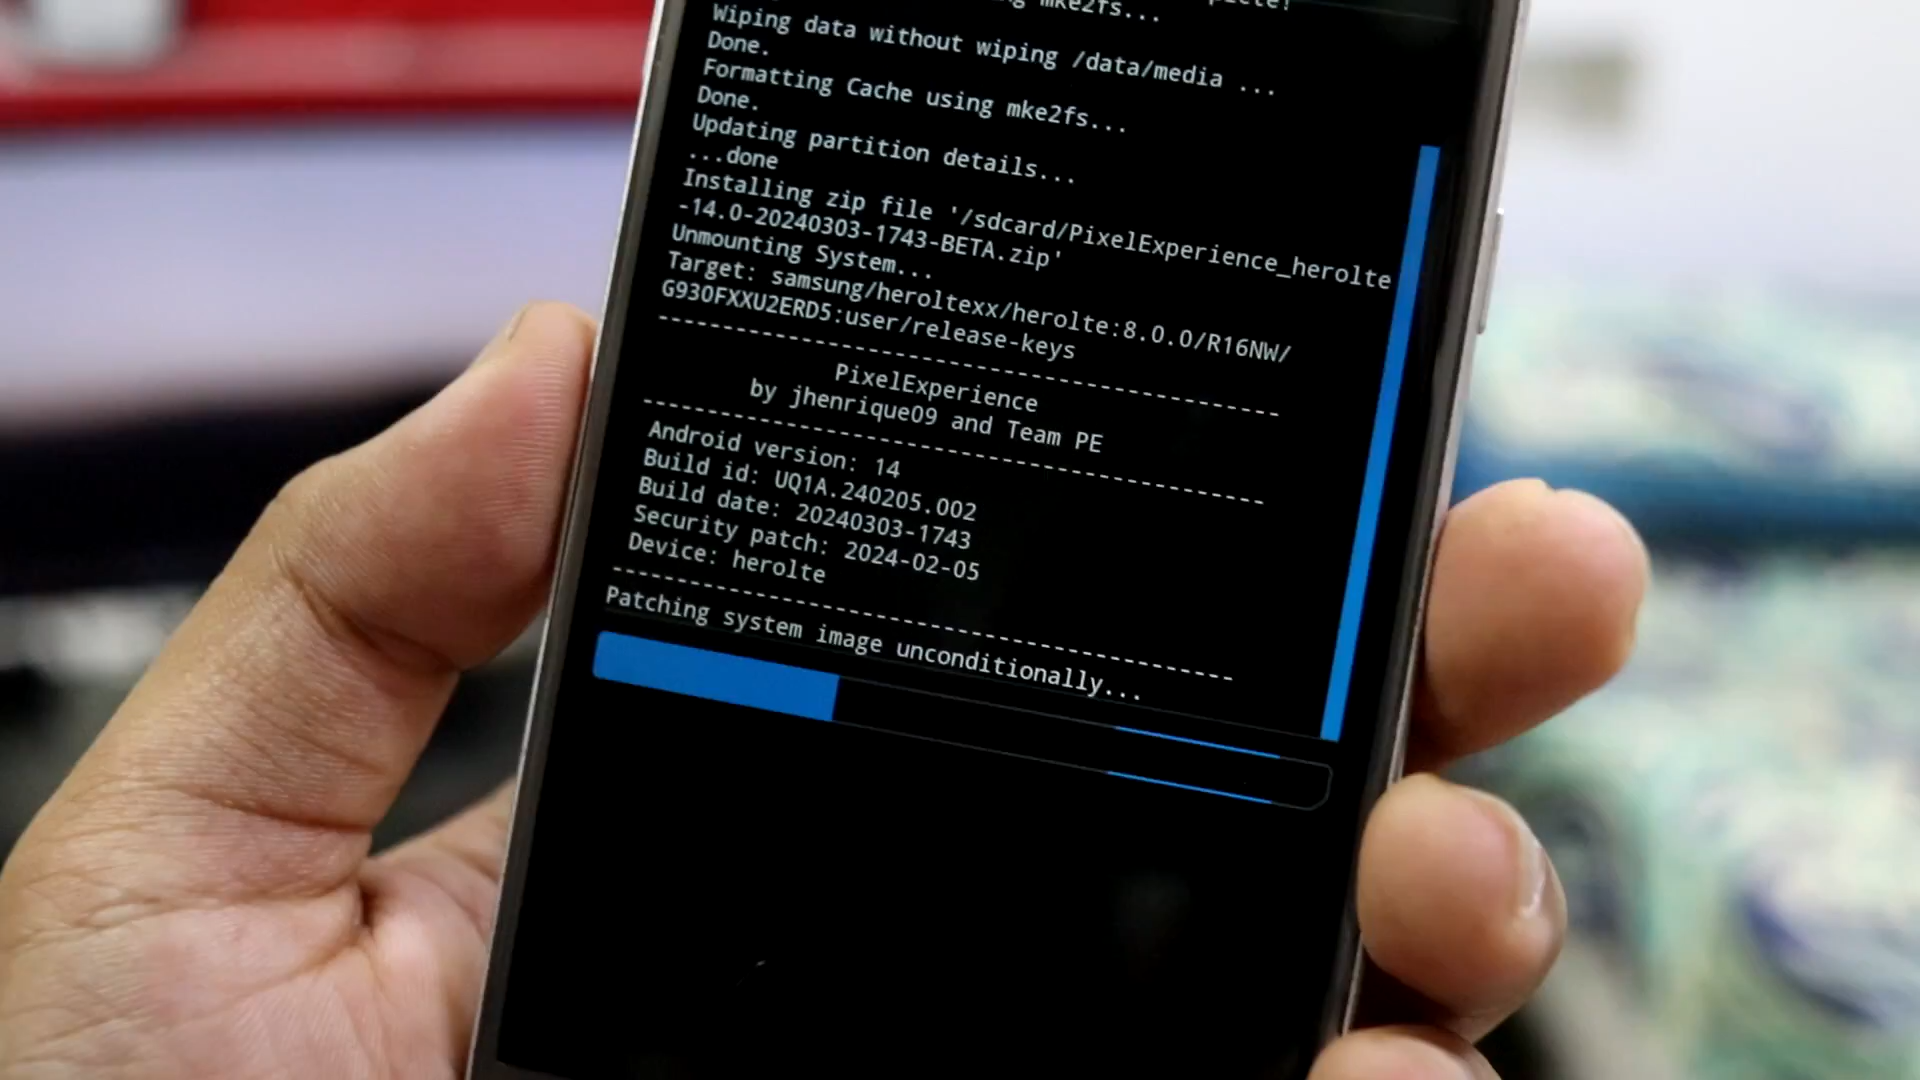 mke2fs...
Wiping data without wiping /data/media ...
Done.
Formatting Cache using mke2fs...
Done.
Updating partition details...
...done
Installing zip file '/sdcard/PixelExperience_herolte
-14.0-20240303-1743-BETA.zip'
Unmounting System...
Target: samsung/heroltexx/herolte:8.0.0/R16NW/
G930FXXU2ERD5:user/release-keys
----------------------------------------------
PixelExperience
by jhenrique09 and Team PE
----------------------------------------------
Android version: 14
Build id: UQ1A.240205.002
Build date: 20240303-1743
Security patch: 2024-02-05
Device: herolte
----------------------------------------------
Patching system image unconditionally...